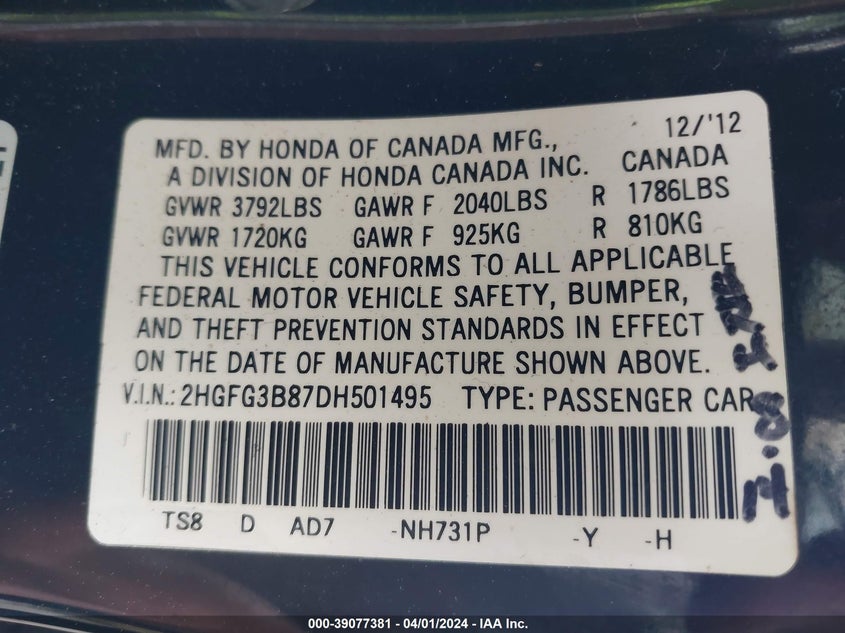 MFD. BY HONDA OF CANADA MFG., 12/'12
A DIVISION OF HONDA CANADA INC. CANADA
GVWR 3792LBS GAWR F 2040LBS R 1786LBS
GVWR 1720KG GAWR F 925KG R 810KG
THIS VEHICLE CONFORMS TO ALL APPLICABLE
FEDERAL MOTOR VEHICLE SAFETY, BUMPER,
AND THEFT PREVENTION STANDARDS IN EFFECT
ON THE DATE OF MANUFACTURE SHOWN ABOVE.
V.I.N.: 2HGFG3B87DH501495 TYPE: PASSENGER CAR
TS8 D AD7 -NH731P -Y -H
000-39077381 - 04/01/2024 - IAA Inc.